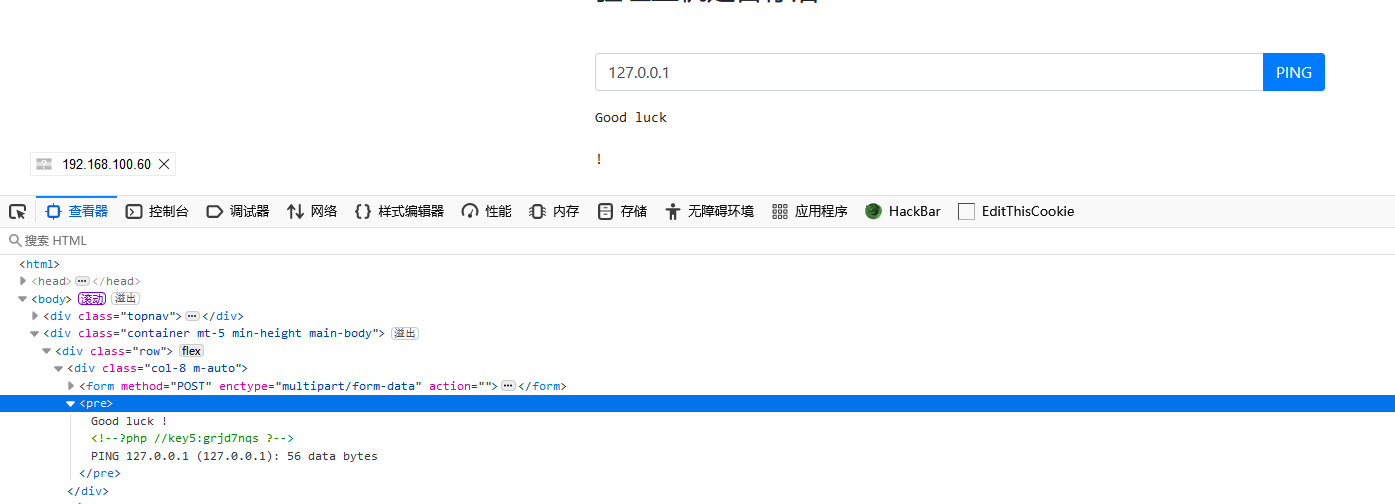 127.0.0.1 PING
Good luck
!
192.168.100.60
查看器 控制台 调试器 网络 样式编辑器 性能 内存 存储 无障碍环境 应用程序 HackBar EditThisCookie
搜索 HTML
<html>
<head> ··· </head>
<body> 滚动 溢出
<div class="topnav"> ··· </div>
<div class="container mt-5 min-height main-body"> 溢出
<div class="row"> flex
<div class="col-8 m-auto">
<form method="POST" enctype="multipart/form-data" action=""> ··· </form>
<pre>
Good luck !
<!--?php //key5:grjd7nqs ?-->
PING 127.0.0.1 (127.0.0.1): 56 data bytes
</pre>
</div>